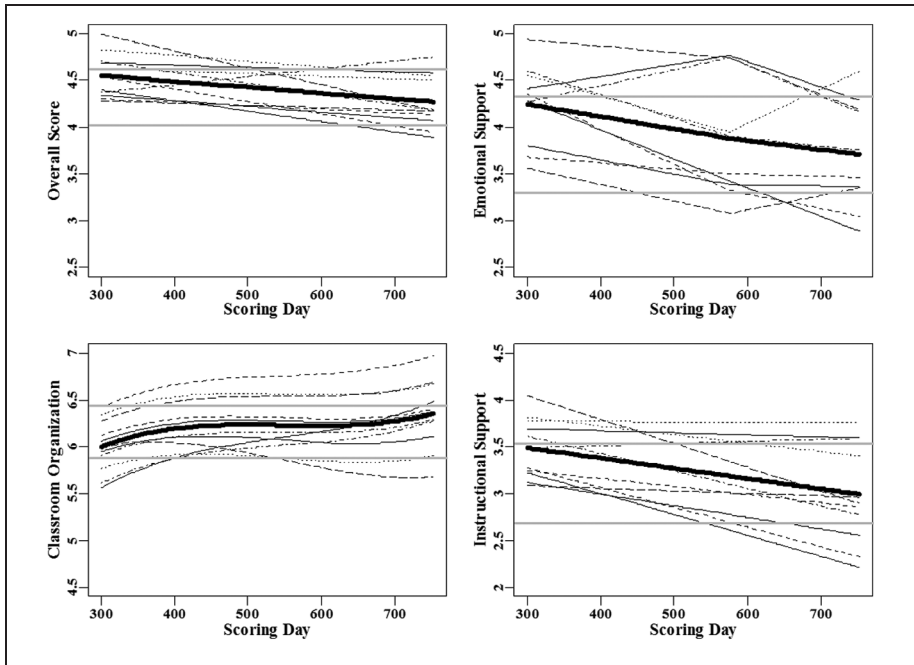 Overall Score
5
4.5
4
3.5
3
2.5
300 400 500 600 700
Scoring Day
Emotional Support
5
4.5
4
3.5
3
2.5
300 400 500 600 700
Scoring Day
Classroom Organization
7
6.5
6
5.5
5
4.5
300 400 500 600 700
Scoring Day
Instructional Support
4.5
4
3.5
3
2.5
2
300 400 500 600 700
Scoring Day